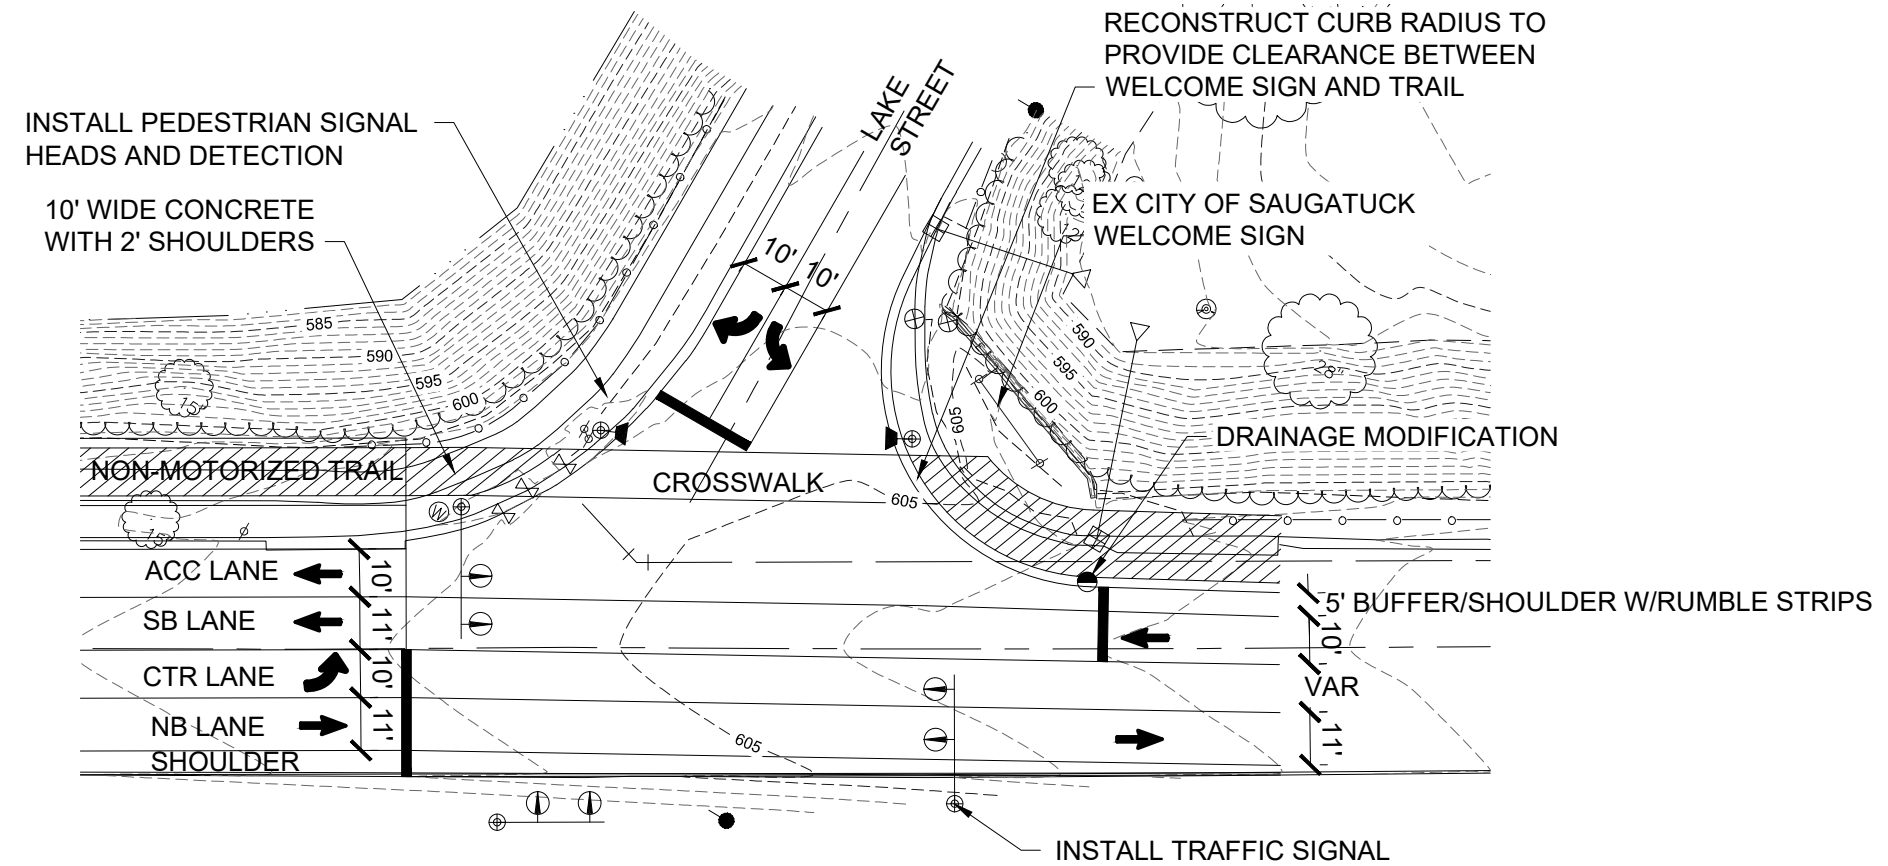 RECONSTRUCT CURB RADIUS TO
PROVIDE CLEARANCE BETWEEN
WELCOME SIGN AND TRAIL
INSTALL PEDESTRIAN SIGNAL
HEADS AND DETECTION
LAKE
STREET
10' WIDE CONCRETE
WITH 2' SHOULDERS
EX CITY OF SAUGATUCK
WELCOME SIGN
10'
10'
585
590
595
600
15"
590
595
600
605
28"
DRAINAGE MODIFICATION
NON-MOTORIZED TRAIL
CROSSWALK
605
W
15"
ACC LANE
10'
SB LANE
11'
CTR LANE
10'
NB LANE
11'
SHOULDER
5' BUFFER/SHOULDER W/RUMBLE STRIPS
10'
VAR
11'
605
INSTALL TRAFFIC SIGNAL